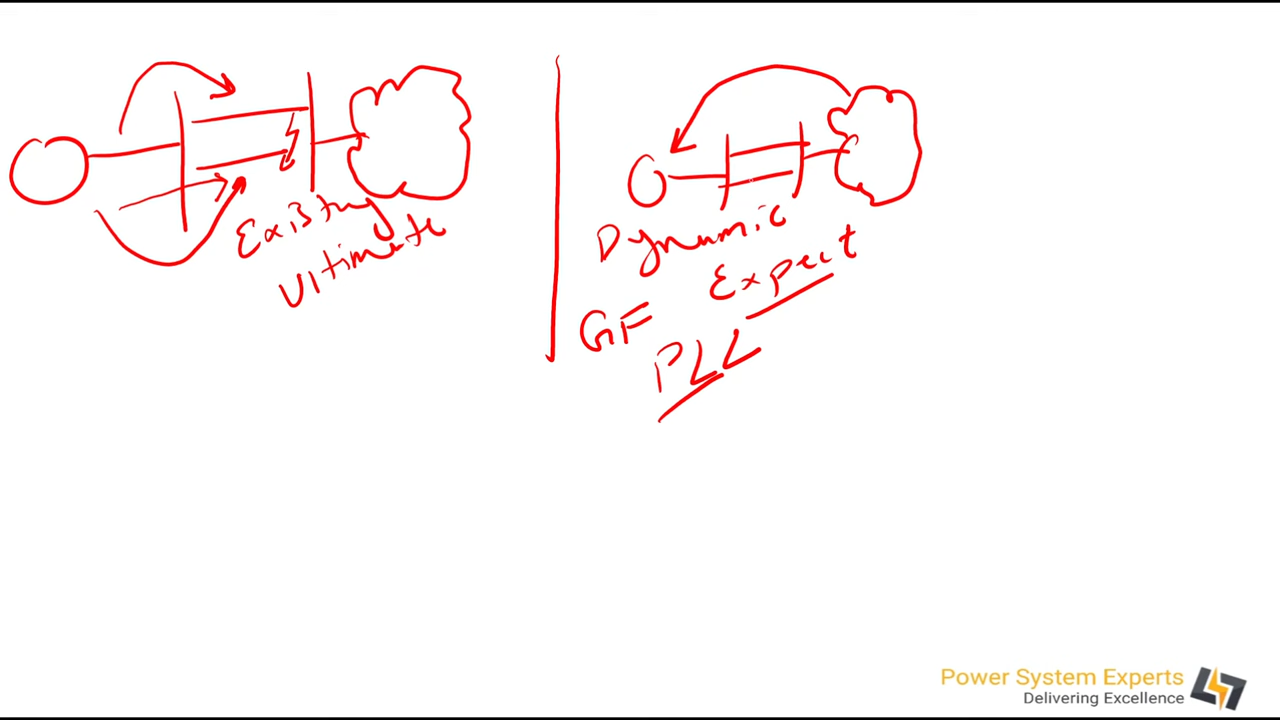 Existing
Ultimate
Dynamic
Expect
GF
PLL
Power System Experts
Delivering Excellence